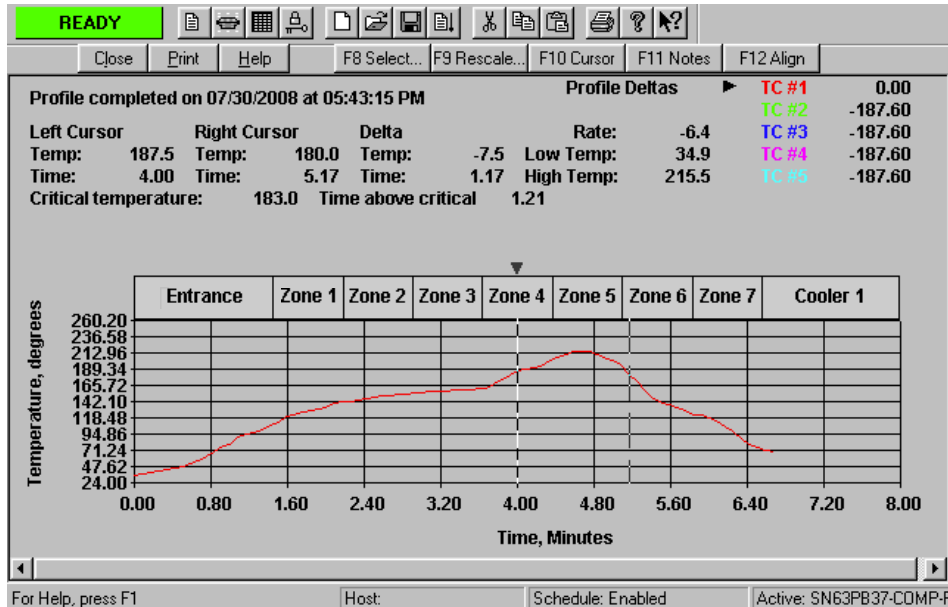 READY
Close Print Help F8 Select... F9 Rescale... F10 Cursor F11 Notes F12 Align
Profile completed on 07/30/2008 at 05:43:15 PM
Profile Deltas TC #1 0.00
TC #2 -187.60
Left Cursor Right Cursor Delta Rate: -6.4 TC #3 -187.60
Temp: 187.5 Temp: 180.0 Temp: -7.5 Low Temp: 34.9 TC #4 -187.60
Time: 4.00 Time: 5.17 Time: 1.17 High Temp: 215.5 TC #5 -187.60
Critical temperature: 183.0 Time above critical 1.21
Entrance Zone 1 Zone 2 Zone 3 Zone 4 Zone 5 Zone 6 Zone 7 Cooler 1
Temperature, degrees
260.20
236.58
212.96
189.34
165.72
142.10
118.48
94.86
71.24
47.62
24.00
0.00 0.80 1.60 2.40 3.20 4.00 4.80 5.60 6.40 7.20 8.00
Time, Minutes
For Help, press F1 Host: Schedule: Enabled Active: SN63PB37-COMP-